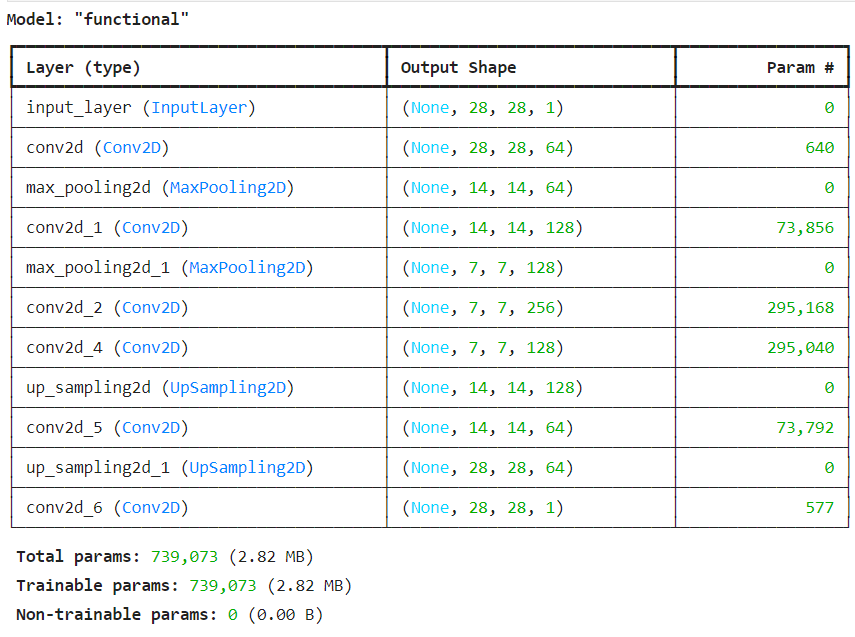 Model: "functional"
Layer (type) Output Shape Param #
input_layer (InputLayer) (None, 28, 28, 1) 0
conv2d (Conv2D) (None, 28, 28, 64) 640
max_pooling2d (MaxPooling2D) (None, 14, 14, 64) 0
conv2d_1 (Conv2D) (None, 14, 14, 128) 73,856
max_pooling2d_1 (MaxPooling2D) (None, 7, 7, 128) 0
conv2d_2 (Conv2D) (None, 7, 7, 256) 295,168
conv2d_4 (Conv2D) (None, 7, 7, 128) 295,040
up_sampling2d (UpSampling2D) (None, 14, 14, 128) 0
conv2d_5 (Conv2D) (None, 14, 14, 64) 73,792
up_sampling2d_1 (UpSampling2D) (None, 28, 28, 64) 0
conv2d_6 (Conv2D) (None, 28, 28, 1) 577
Total params: 739,073 (2.82 MB)
Trainable params: 739,073 (2.82 MB)
Non-trainable params: 0 (0.00 B)